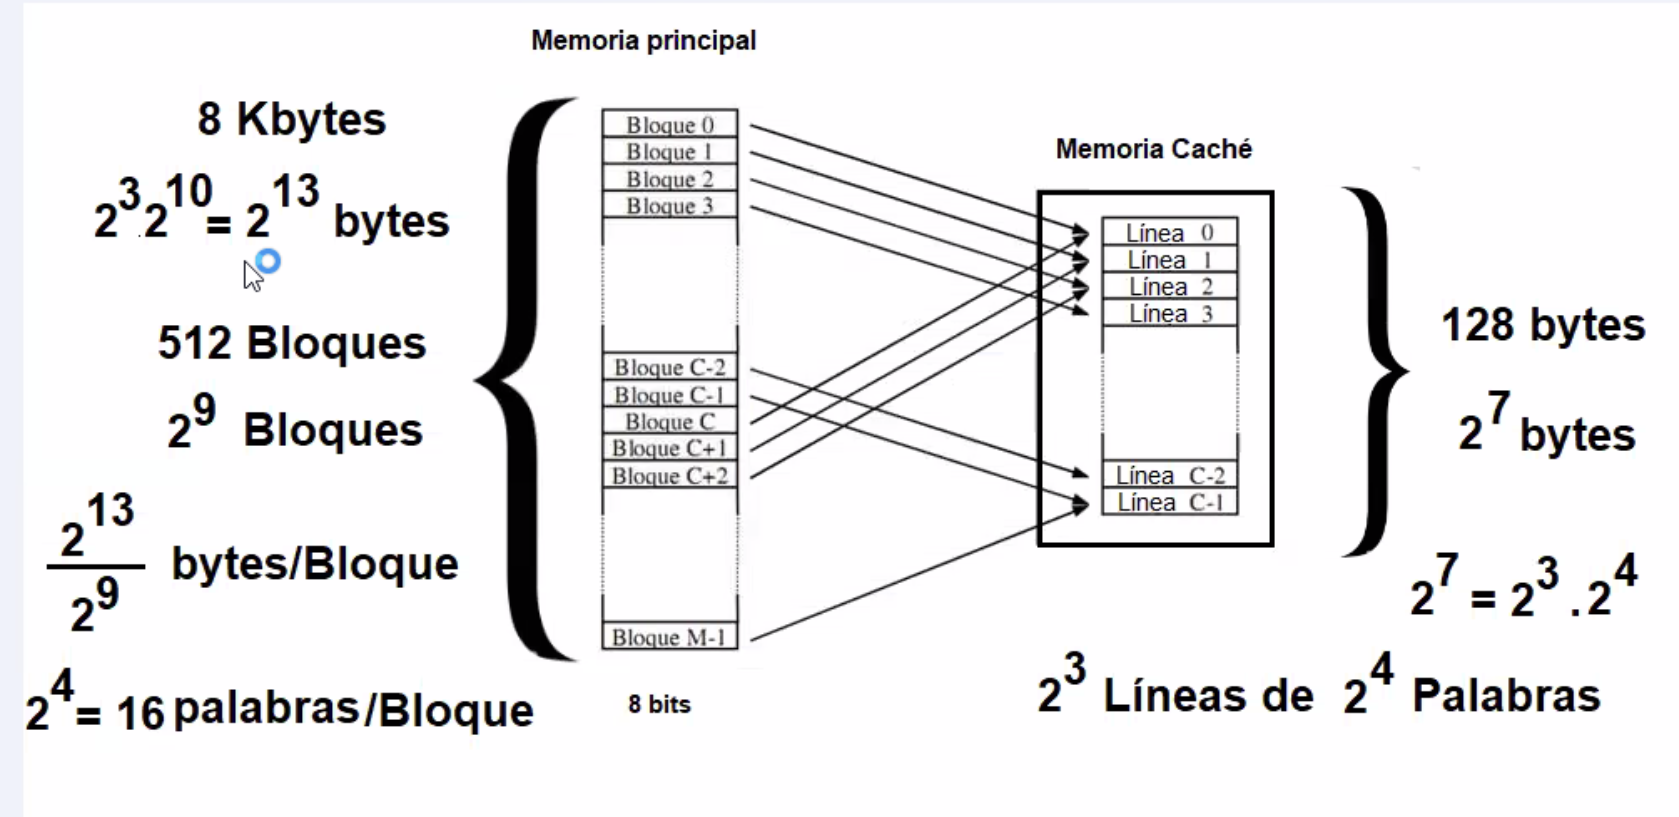 Memoria principal
8 Kbytes
2^3.2^10 = 2^13 bytes
512 Bloques
2^9 Bloques
2^13
2^9
bytes/Bloque
2^4 = 16 palabras/Bloque
Bloque 0
Bloque 1
Bloque 2
Bloque 3
Bloque C-2
Bloque C-1
Bloque C
Bloque C+1
Bloque C+2
Bloque M-1
8 bits
Memoria Caché
Línea 0
Línea 1
Línea 2
Línea 3
Línea C-2
Línea C-1
128 bytes
2^7 bytes
2^7 = 2^3 . 2^4
2^3 Líneas de 2^4 Palabras